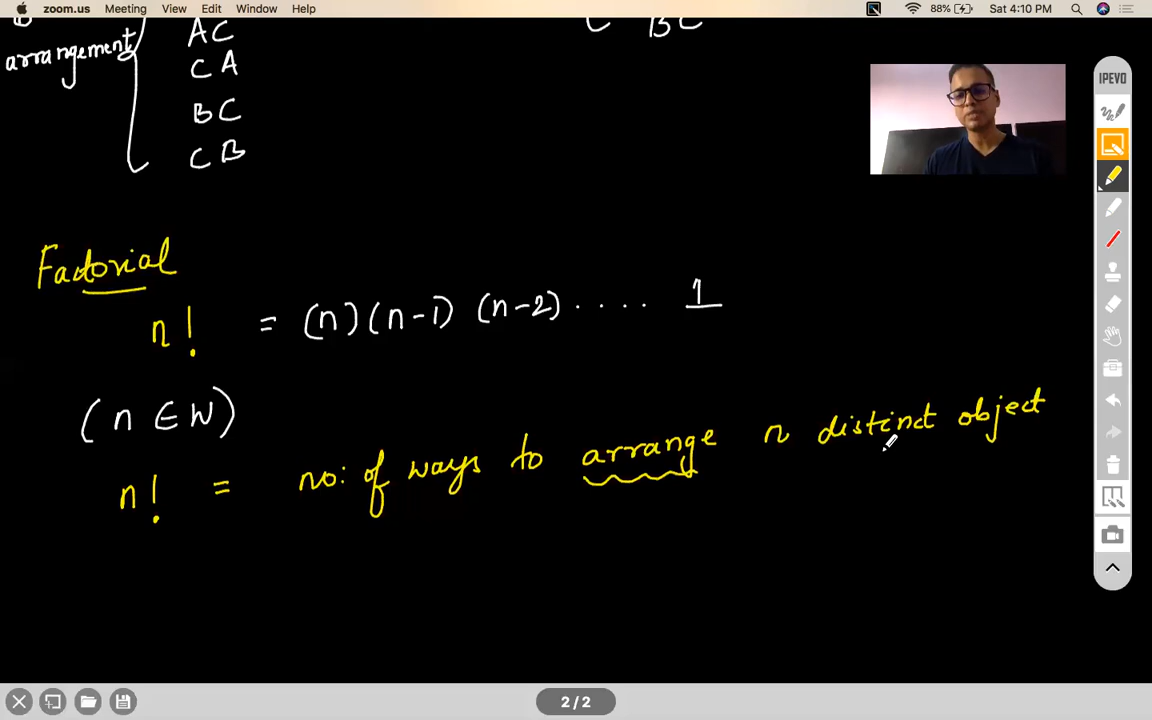 zoom.us Meeting View Edit Window Help 88% Sat 4:10 PM
IPEVO
arrangement
AC
CA
BC
CB
C BC
Factorial
n! = (n)(n-1)(n-2)..... 1
(n ∈ W)
n! = no: of ways to arrange n distinct object
2/2